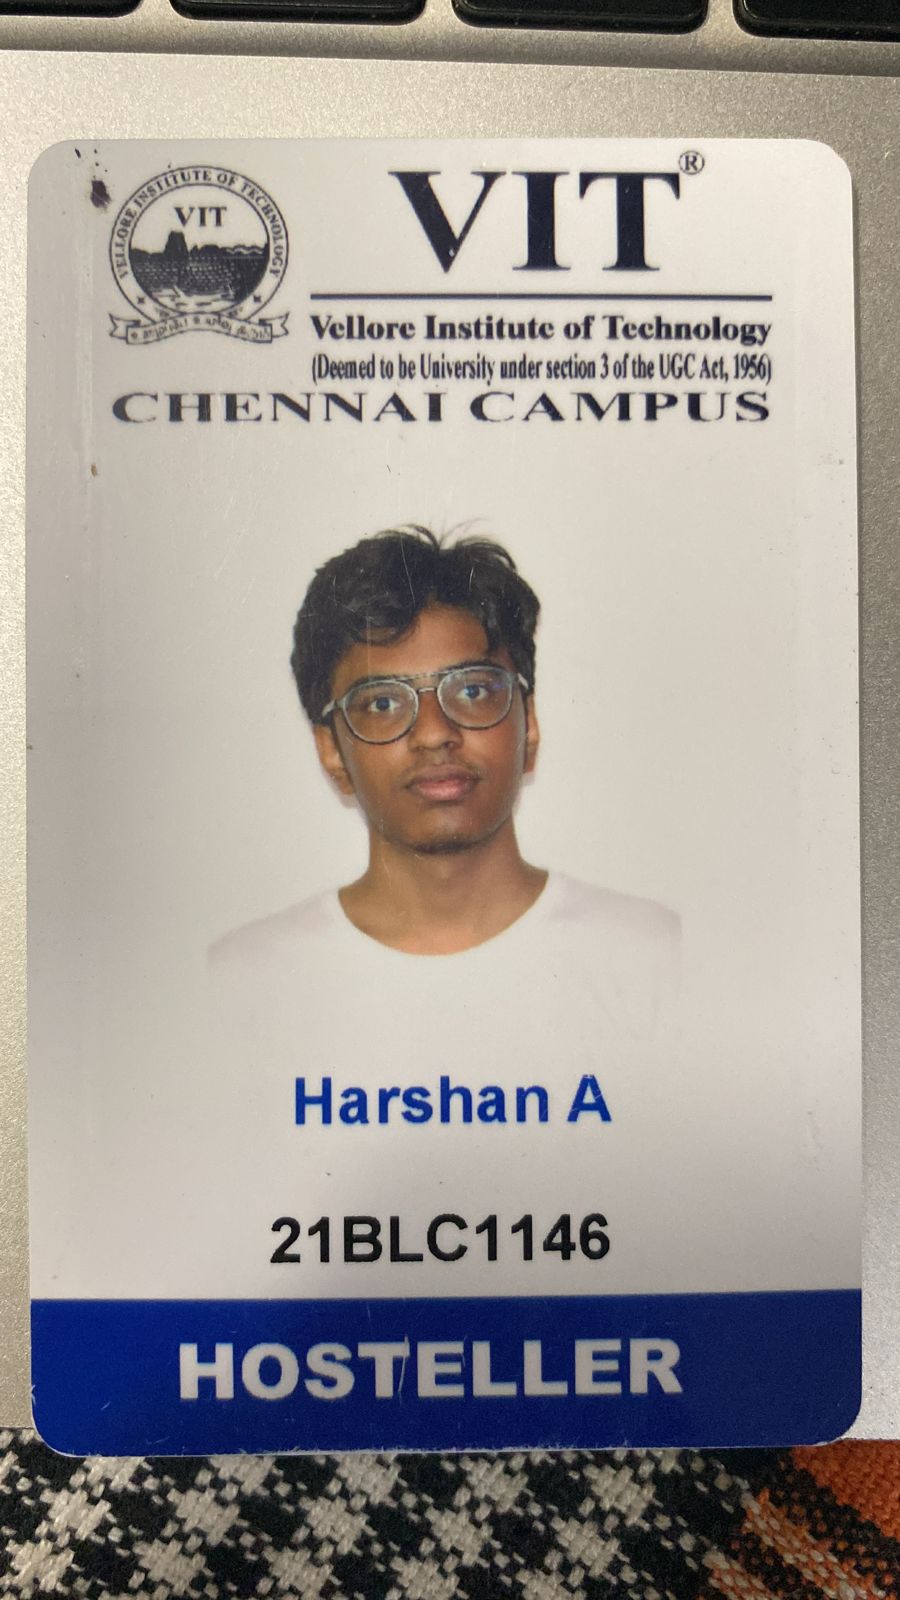 VELLORE INSTITUTE OF TECHNOLOGY
VIT
VIT®
Vellore Institute of Technology
(Deemed to be University under section 3 of the UGC Act, 1956)
CHENNAI CAMPUS
Harshan A
21BLC1146
HOSTELLER